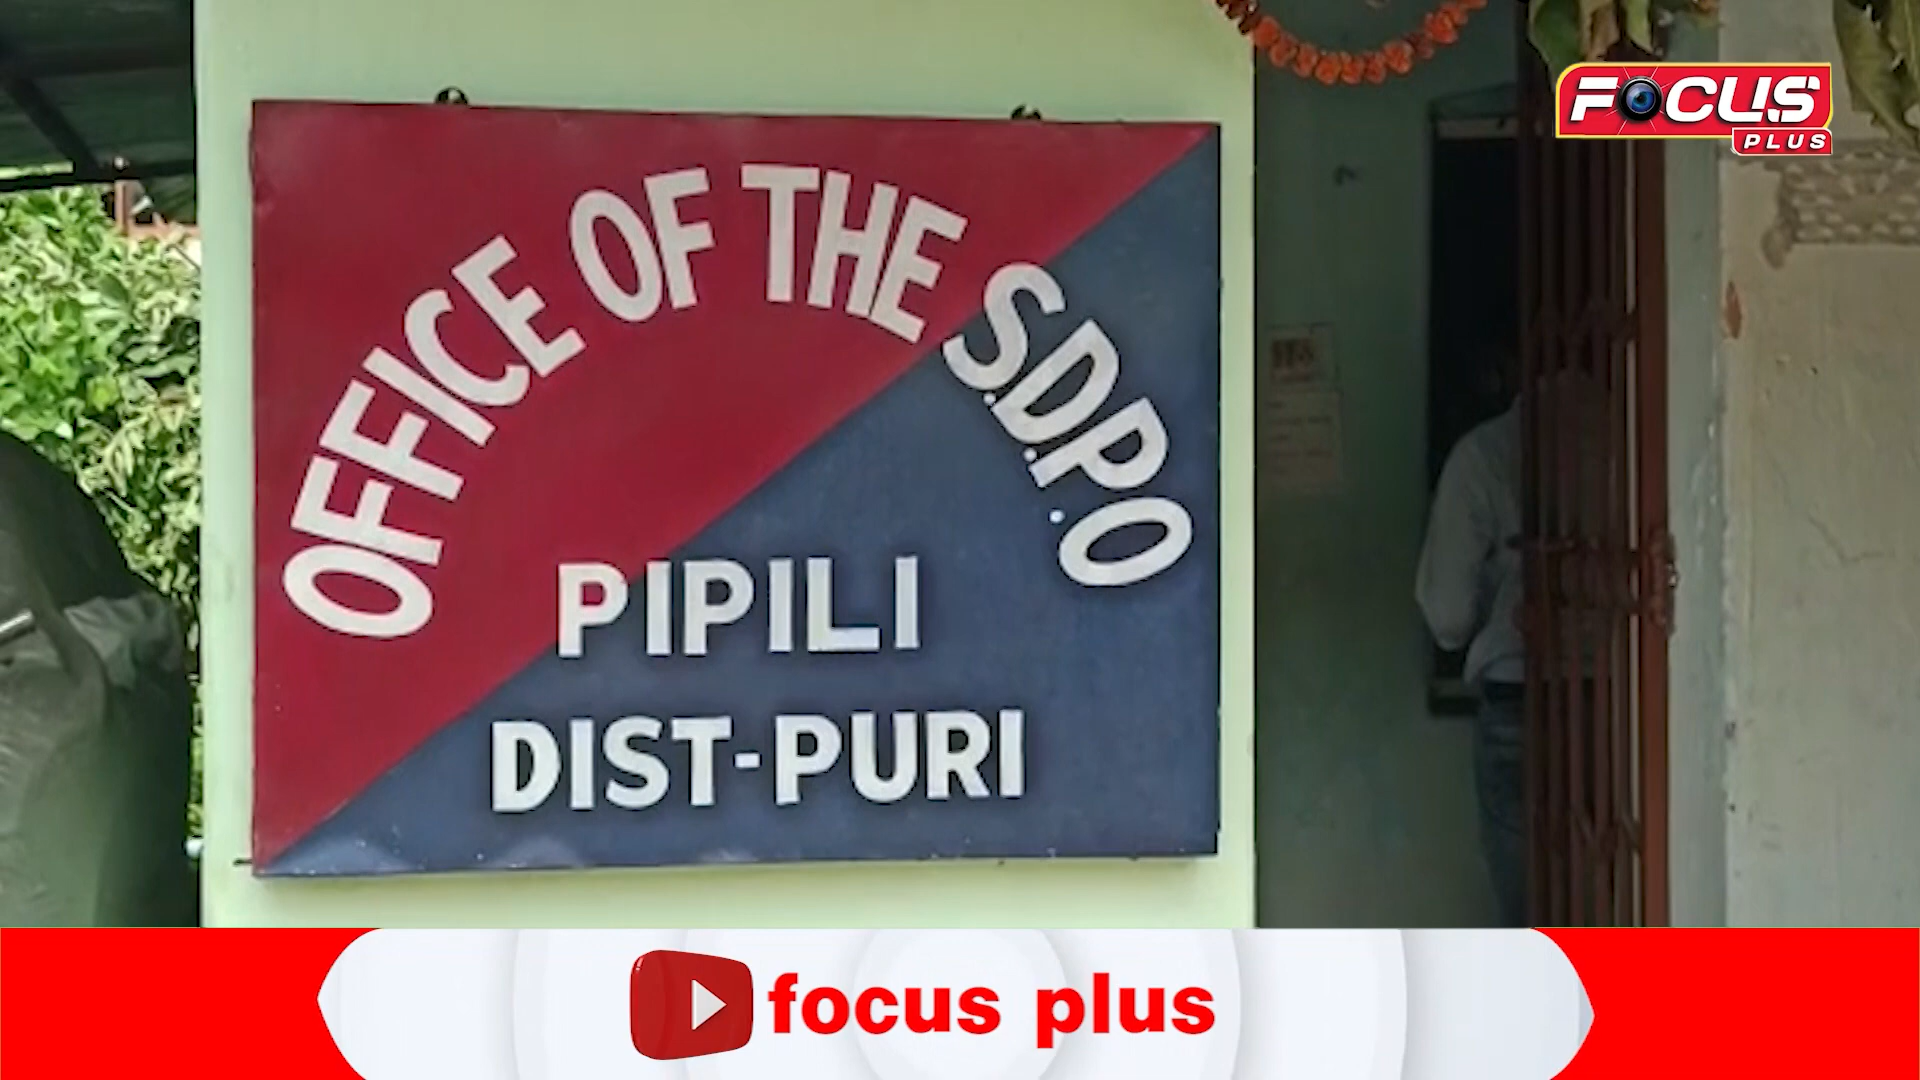 FOCUS
PLUS
OFFICE OF THE S.D.P.O
PIPILI
DIST-PURI
focus plus